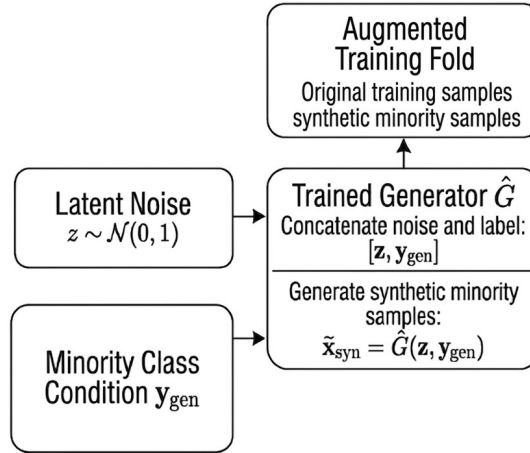 Augmented
Training Fold
Original training samples
synthetic minority samples
Latent Noise
z ~ 𝒩(0, 1)
Trained Generator Ĝ
Concatenate noise and label:
[z, y_gen]
Generate synthetic minority
samples:
x̃_syn = Ĝ(z, y_gen)
Minority Class
Condition y_gen